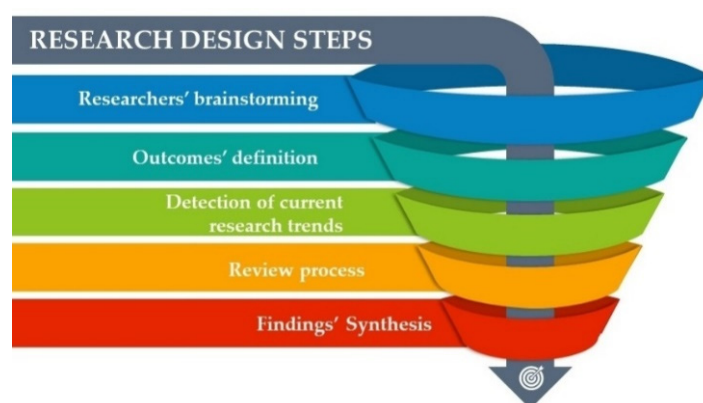 RESEARCH DESIGN STEPS
Researchers’ brainstorming
Outcomes’ definition
Detection of current
research trends
Review process
Findings’ Synthesis